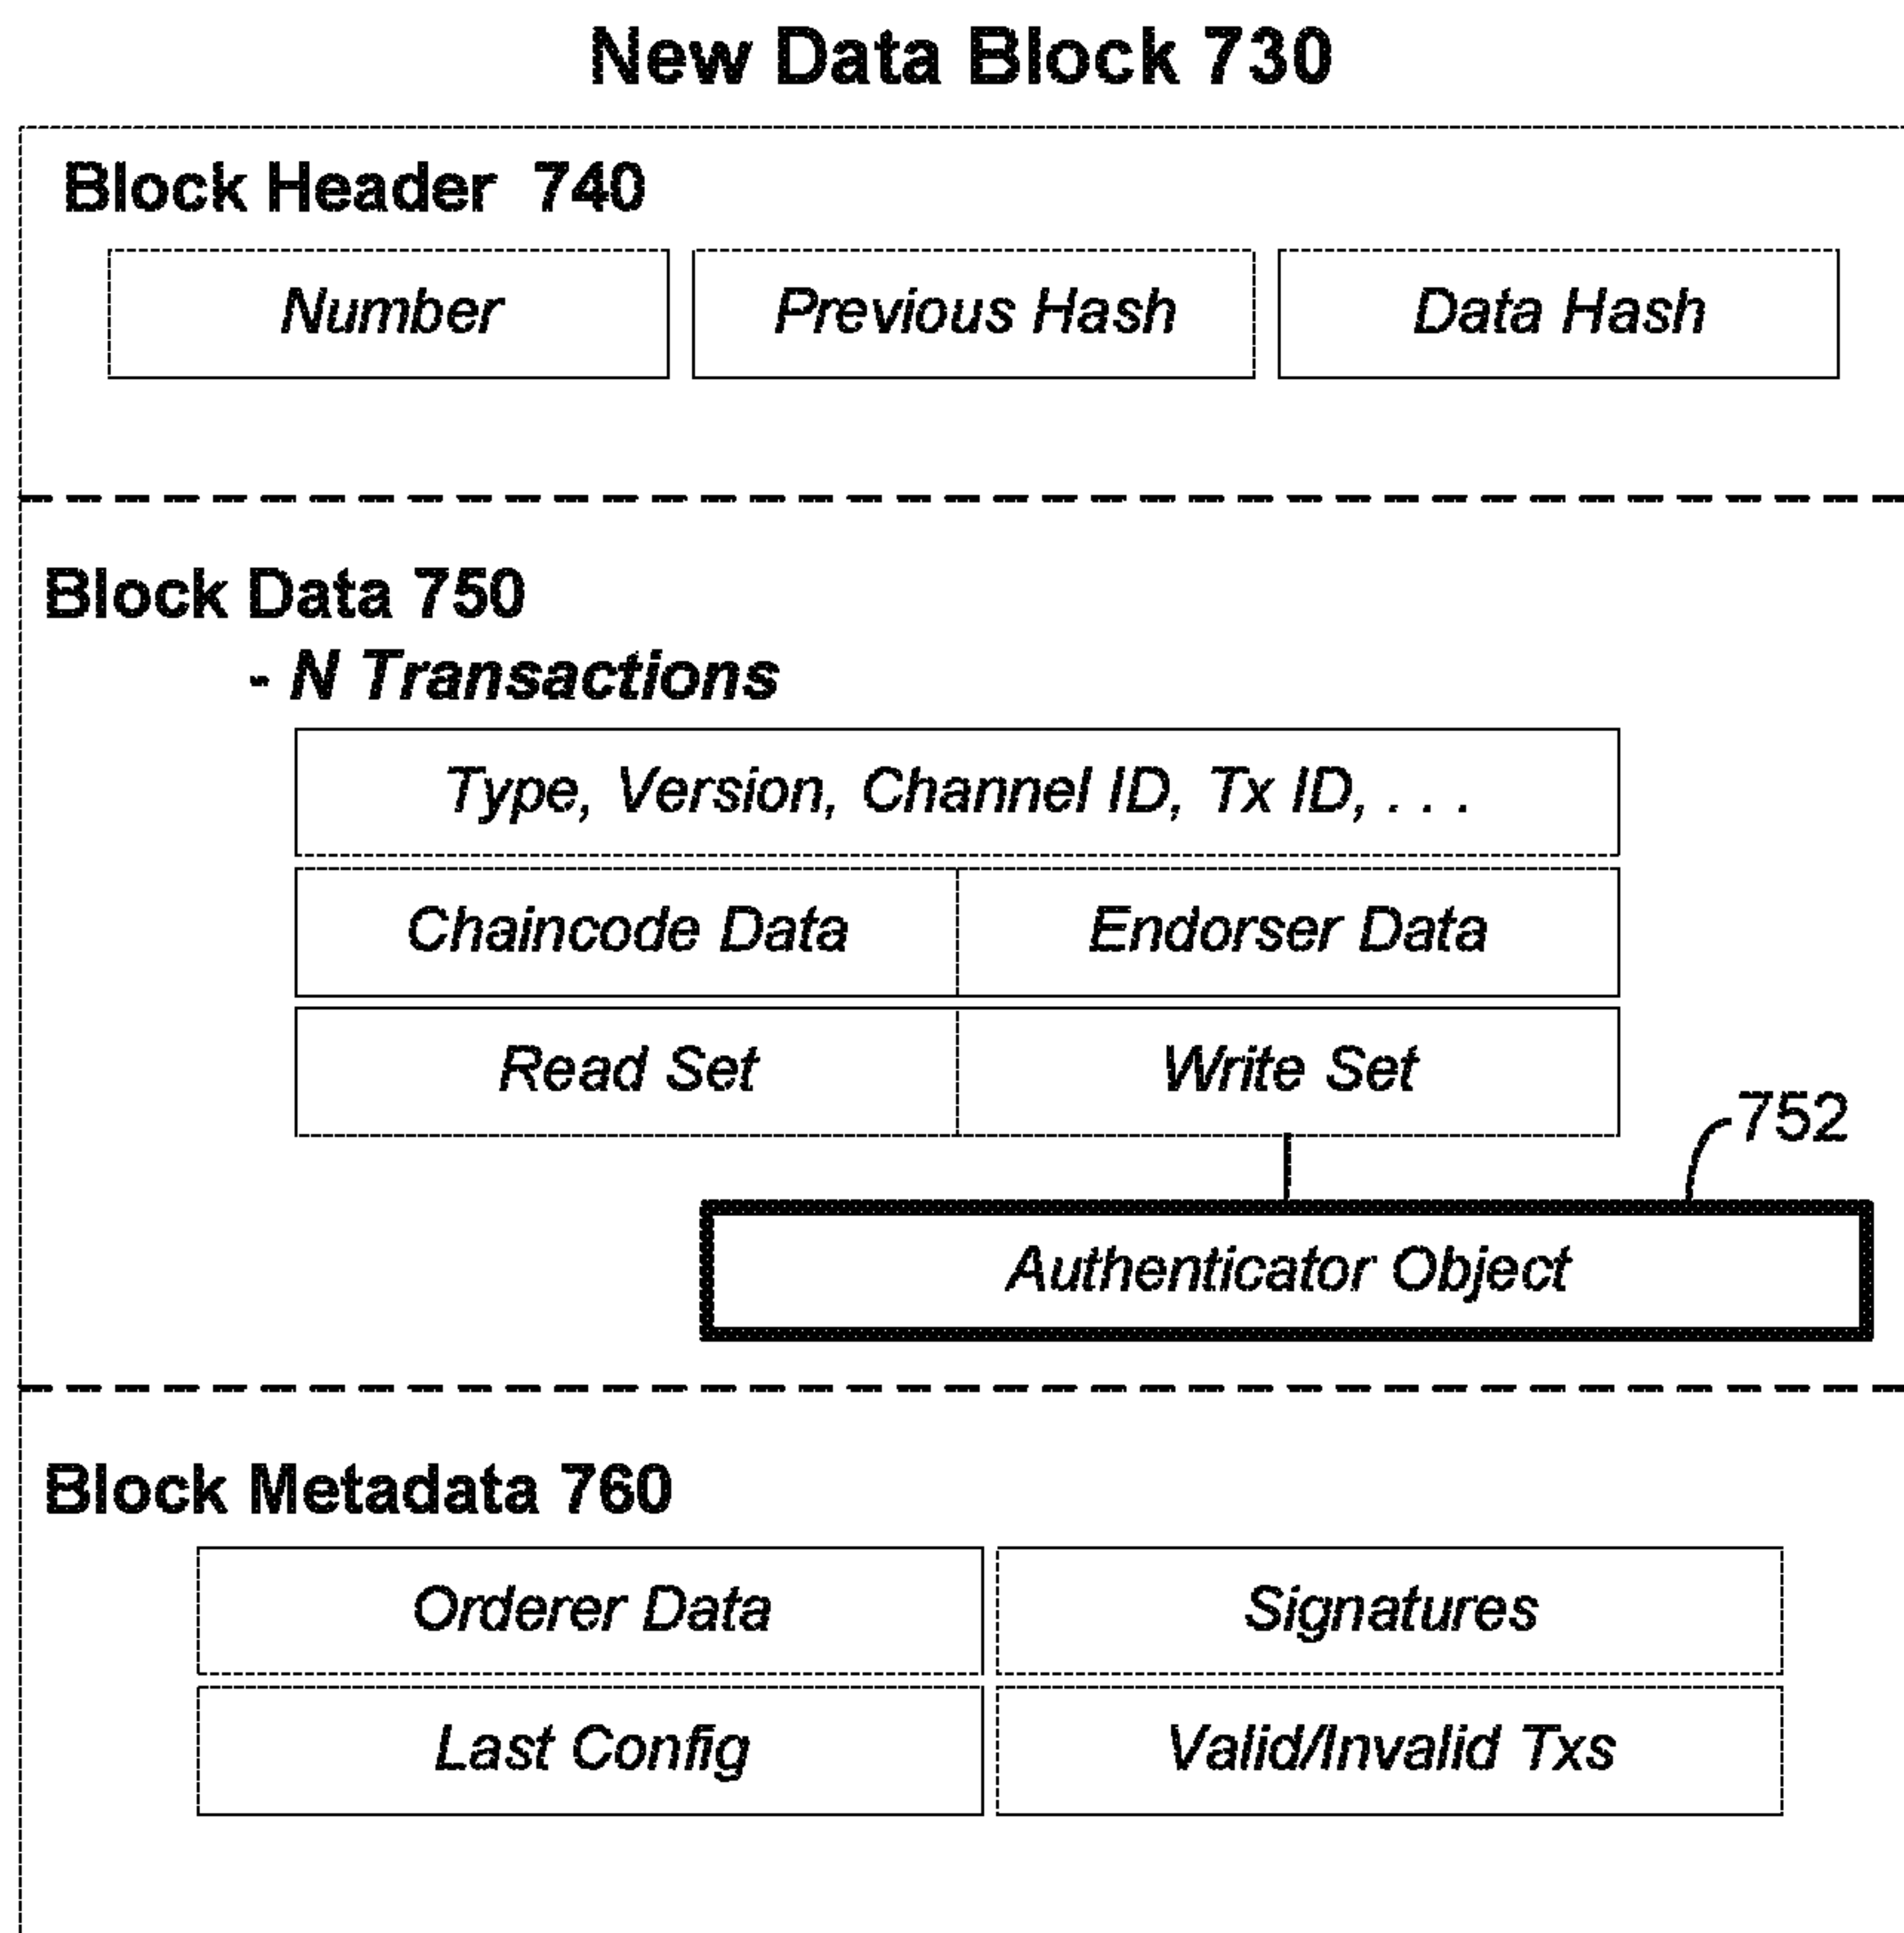 New Data Block 730
Block Header 740
Number
Previous Hash
Data Hash
Block Data 750
- N Transactions
Type, Version, Channel ID, Tx ID, . . .
Chaincode Data
Endorser Data
Read Set
Write Set
752
Authenticator Object
Block Metadata 760
Orderer Data
Signatures
Last Config
Valid/Invalid Txs